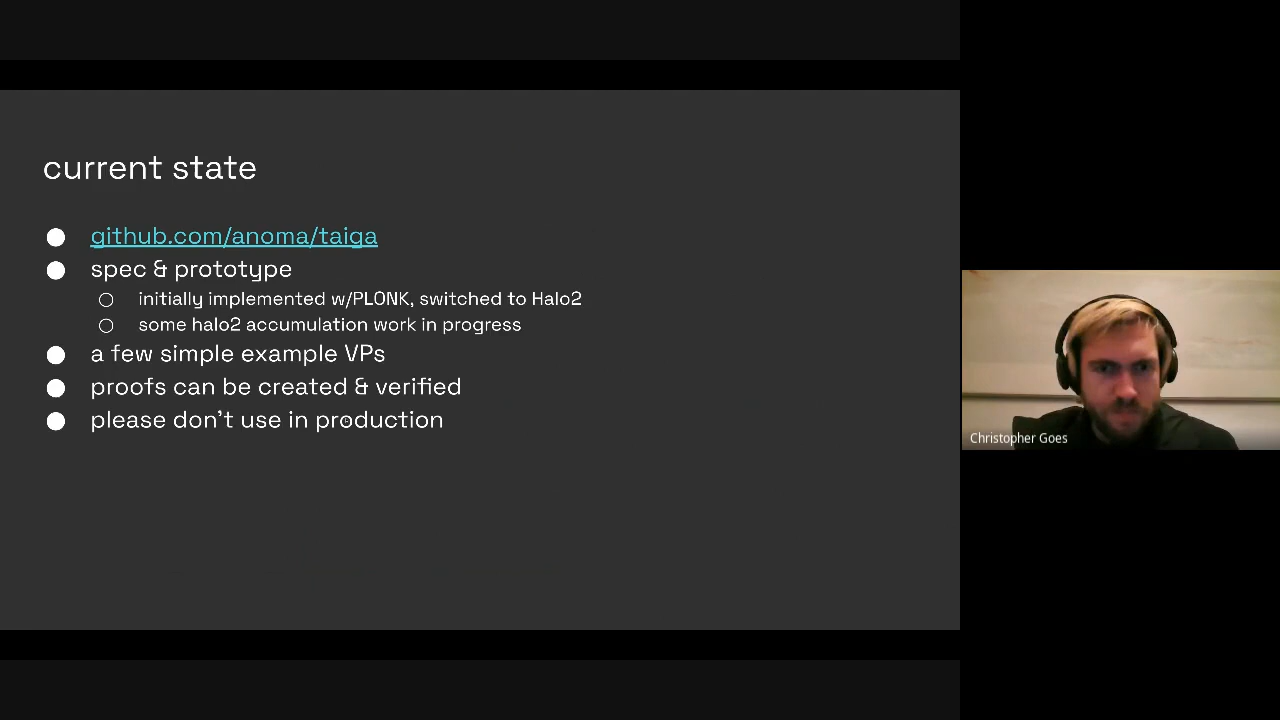 current state
github.com/anoma/taiga
spec & prototype
initially implemented w/PLONK, switched to Halo2
some halo2 accumulation work in progress
a few simple example VPs
proofs can be created & verified
please don't use in production
Christopher Goes